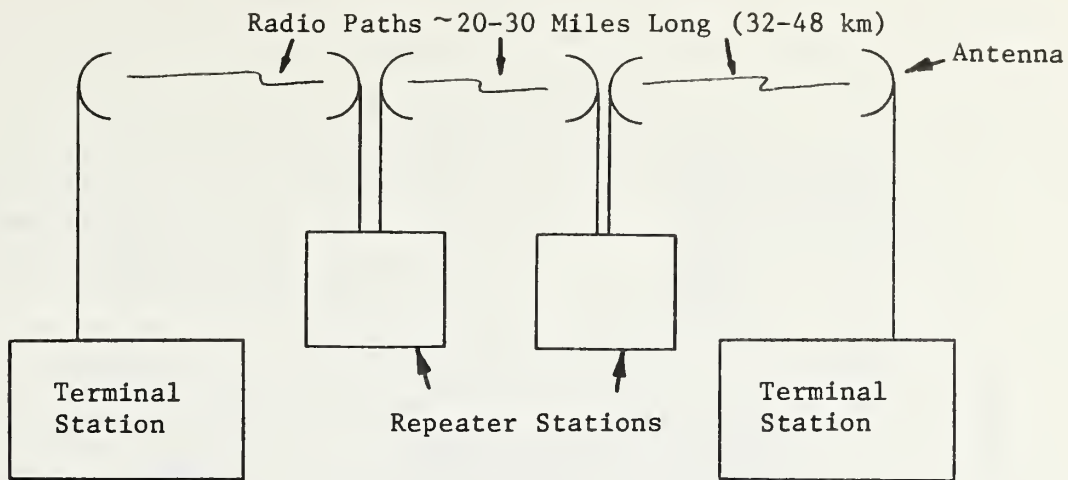 Radio Paths ~20-30 Miles Long (32-48 km)
Antenna
Terminal
Station
Repeater Stations
Terminal
Station